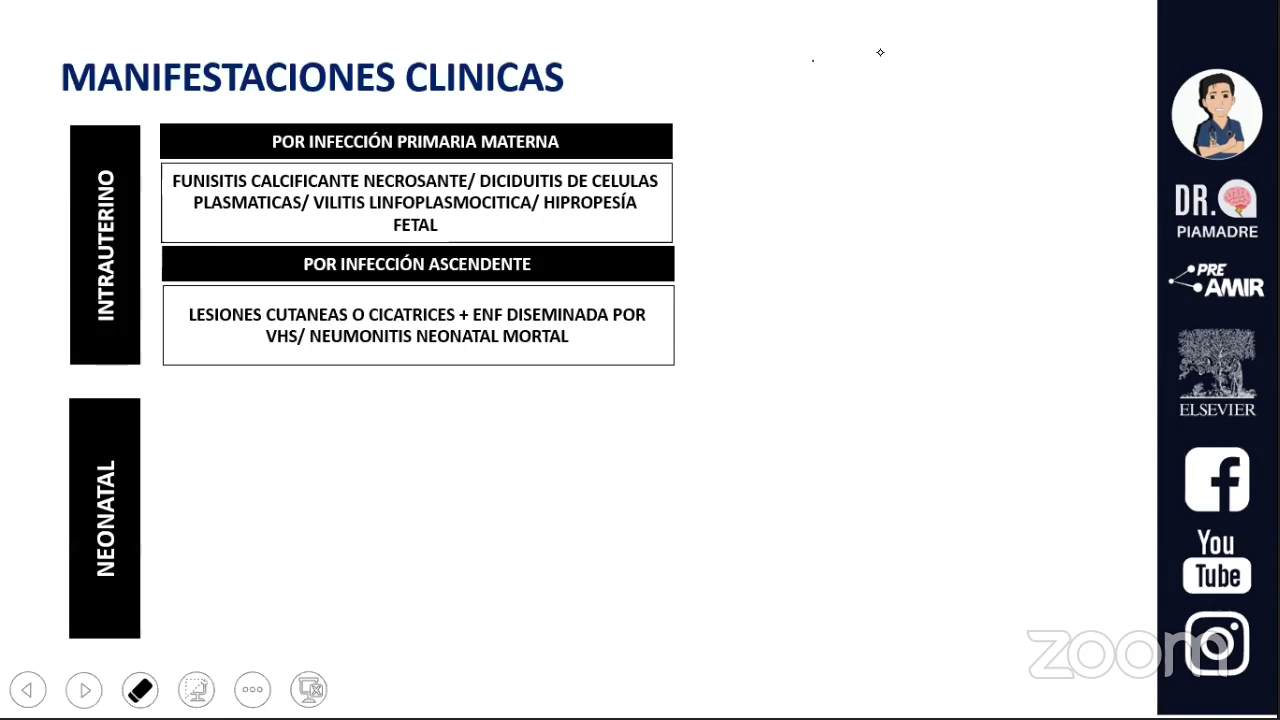 MANIFESTACIONES CLINICAS
INTRAUTERINO
POR INFECCIÓN PRIMARIA MATERNA
FUNISITIS CALCIFICANTE NECROSANTE/ DICIDUITIS DE CELULAS
PLASMATICAS/ VILITIS LINFOPLASMOCITICA/ HIPROPESÍA
FETAL
POR INFECCIÓN ASCENDENTE
LESIONES CUTANEAS O CICATRICES + ENF DISEMINADA POR
VHS/ NEUMONITIS NEONATAL MORTAL
NEONATAL
DR.
PIAMADRE
PRE
AMIR
ELSEVIER
You
Tube
zoom